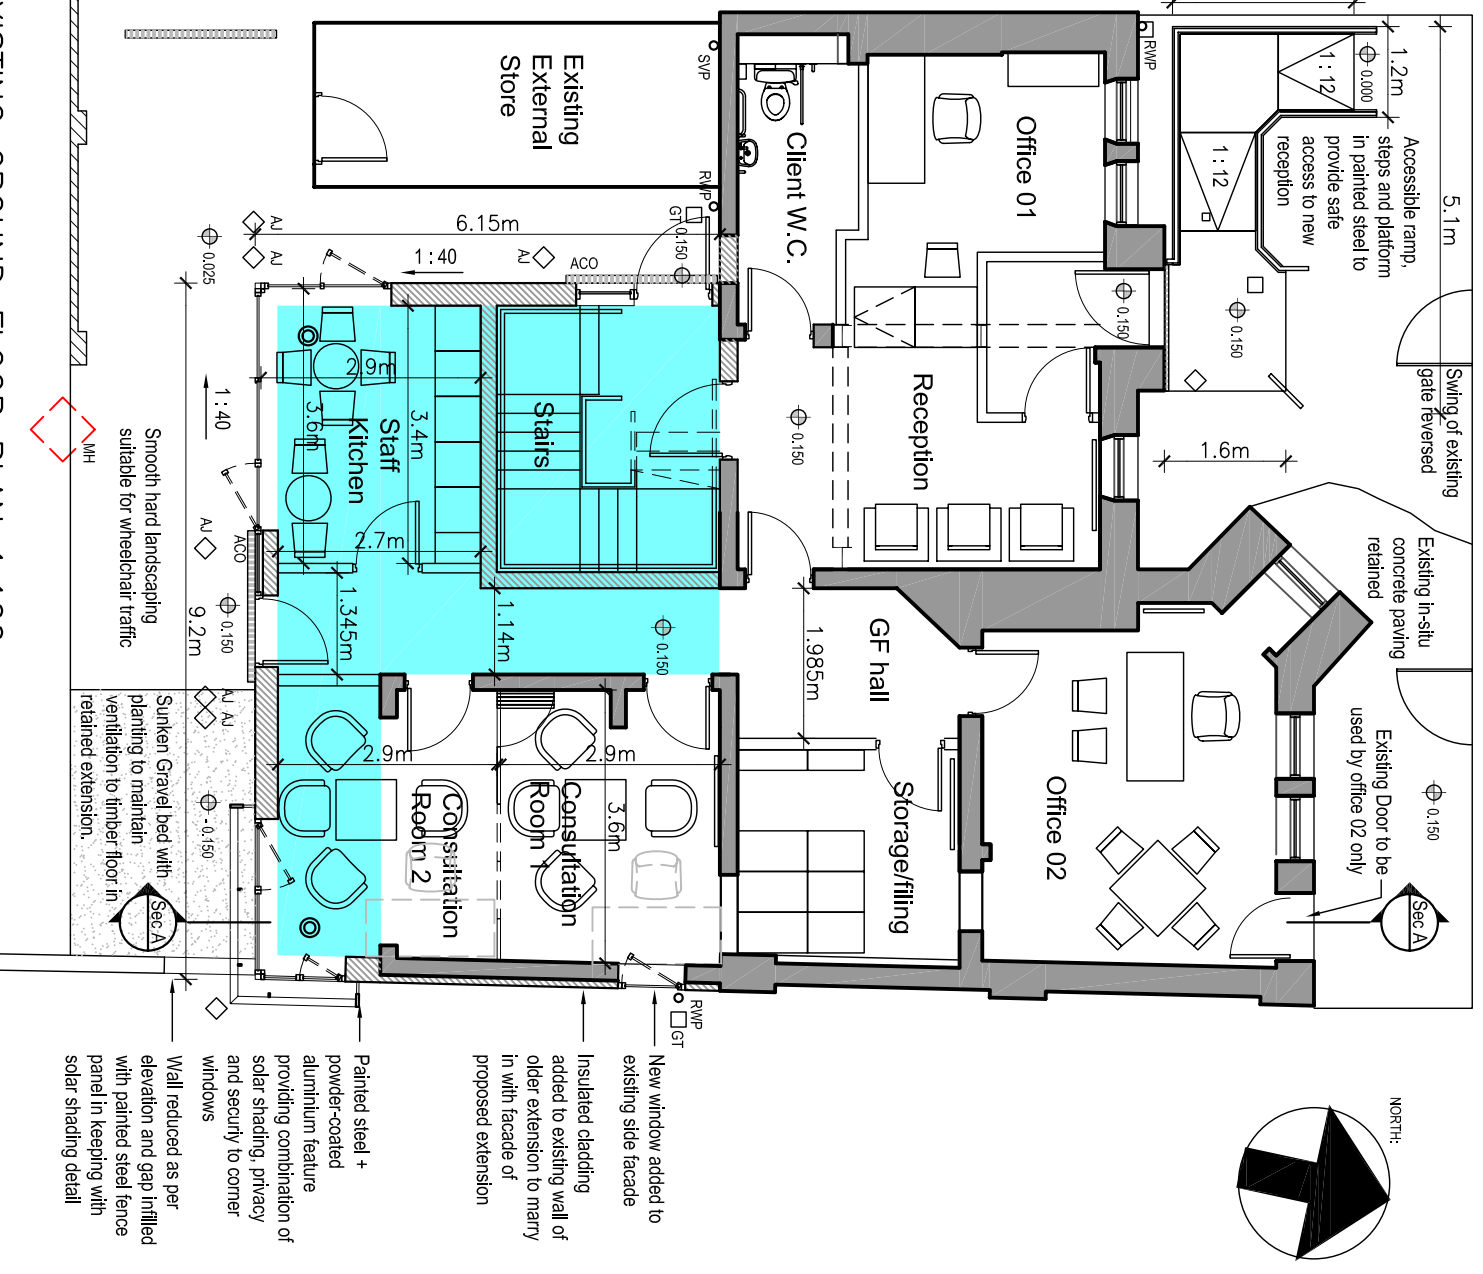 Existing
External
Store
SVP
RWP
RWP
GT
0.150
6.15m
1:40
AJ
AJ
AJ
0.025
ACO
Client W.C.
Office 01
0.150
RWP
1:12
0.000
1.2m
1:12
Accessible ramp,
steps and platform
in painted steel to
provide safe
access to new
reception
5.1m
0.150
Swing of existing
gate reversed
1.6m
Reception
0.150
Stairs
2.9m
3.6m
3.4m
Staff
Kitchen
2.7m
1:40
MH
Smooth hard landscaping
suitable for wheelchair traffic
AJ
ACO
0.150
9.2m
1.345m
1.14m
0.150
1.985m
GF hall
Existing in-situ
concrete paving
retained
Existing Door to be
used by office 02 only
0.150
Sec A
Office 02
Storage/filing
2.9m
2.9m
3.6m
Consultation
Room 1
Consultation
Room 2
AJ
AJ
-0.150
Sunken Gravel bed with
planting to maintain
ventilation to timber floor in
retained extension.
Sec A
RWP
GT
New window added to
existing side facade
Insulated cladding
added to existing wall of
older extension to marry
in with facade of
proposed extension
Painted steel +
powder-coated
aluminium feature
providing combination of
solar shading, privacy
and securiy to corner
windows
Wall reduced as per
elevation and gap infilled
with painted steel fence
panel in keeping with
solar shading detail
NORTH: